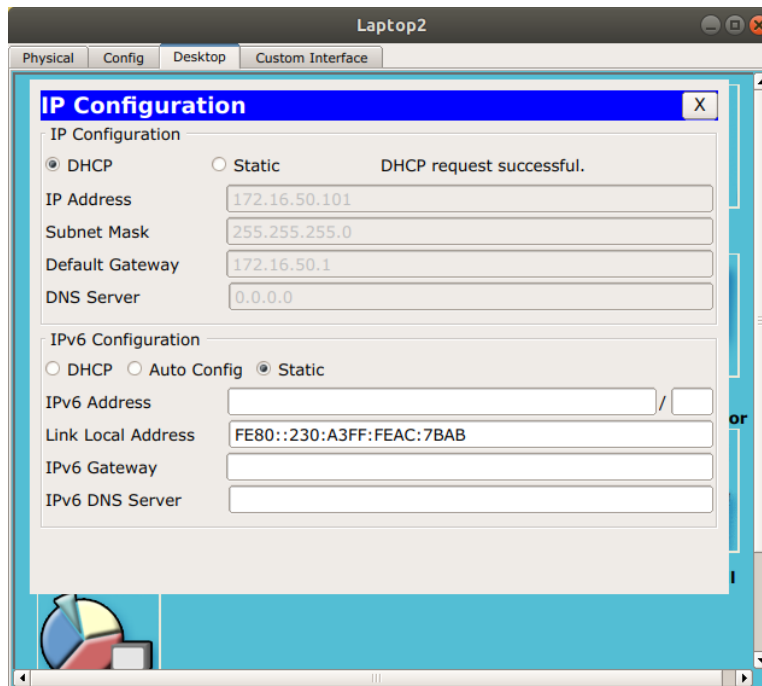 Laptop2
Physical Config Desktop Custom Interface
IP Configuration X
IP Configuration
DHCP Static DHCP request successful.
IP Address 172.16.50.101
Subnet Mask 255.255.255.0
Default Gateway 172.16.50.1
DNS Server 0.0.0.0
IPv6 Configuration
DHCP Auto Config Static
IPv6 Address /
or
Link Local Address FE80::230:A3FF:FEAC:7BAB
IPv6 Gateway
IPv6 DNS Server